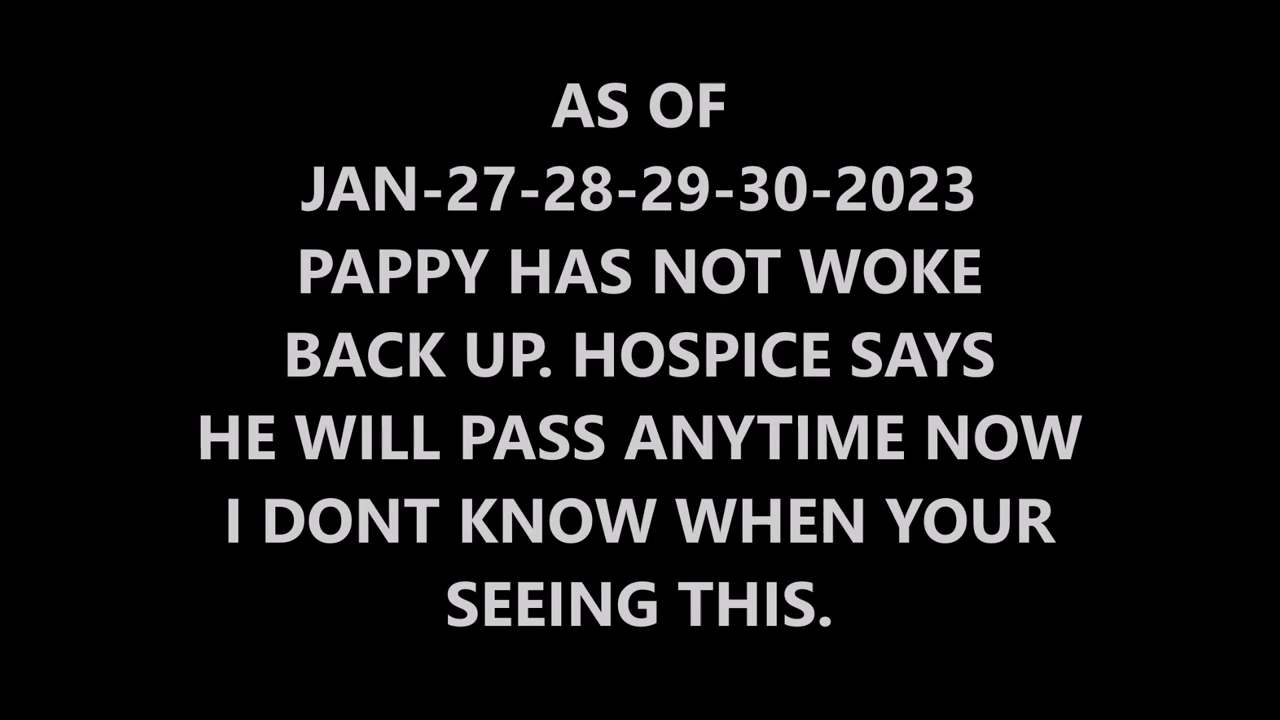 AS OF
JAN-27-28-29-30-2023
PAPPY HAS NOT WOKE
BACK UP. HOSPICE SAYS
HE WILL PASS ANYTIME NOW
I DONT KNOW WHEN YOUR
SEEING THIS.